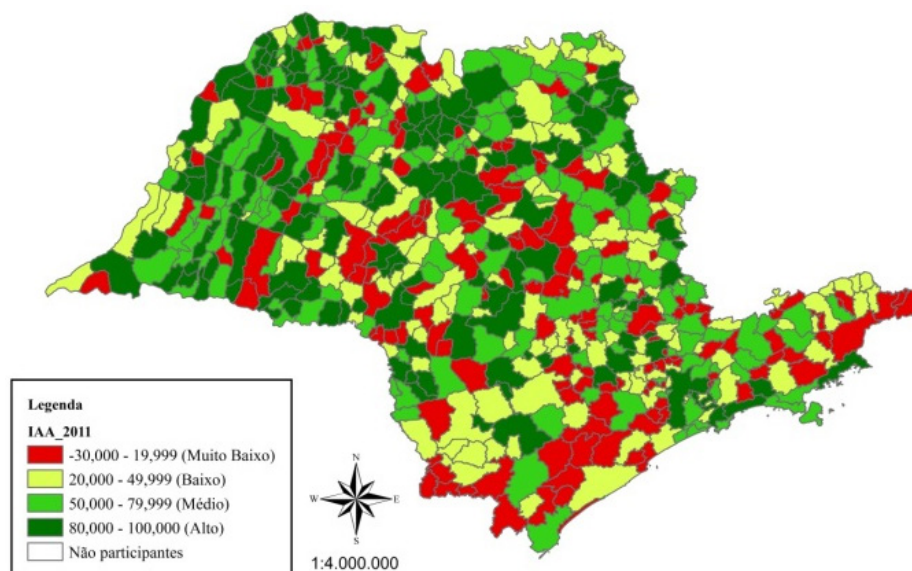 Legenda
IAA_2011
-30,000 - 19,999 (Muito Baixo)
20,000 - 49,999 (Baixo)
50,000 - 79,999 (Médio)
80,000 - 100,000 (Alto)
Não participantes
N
W E
S
1:4.000.000